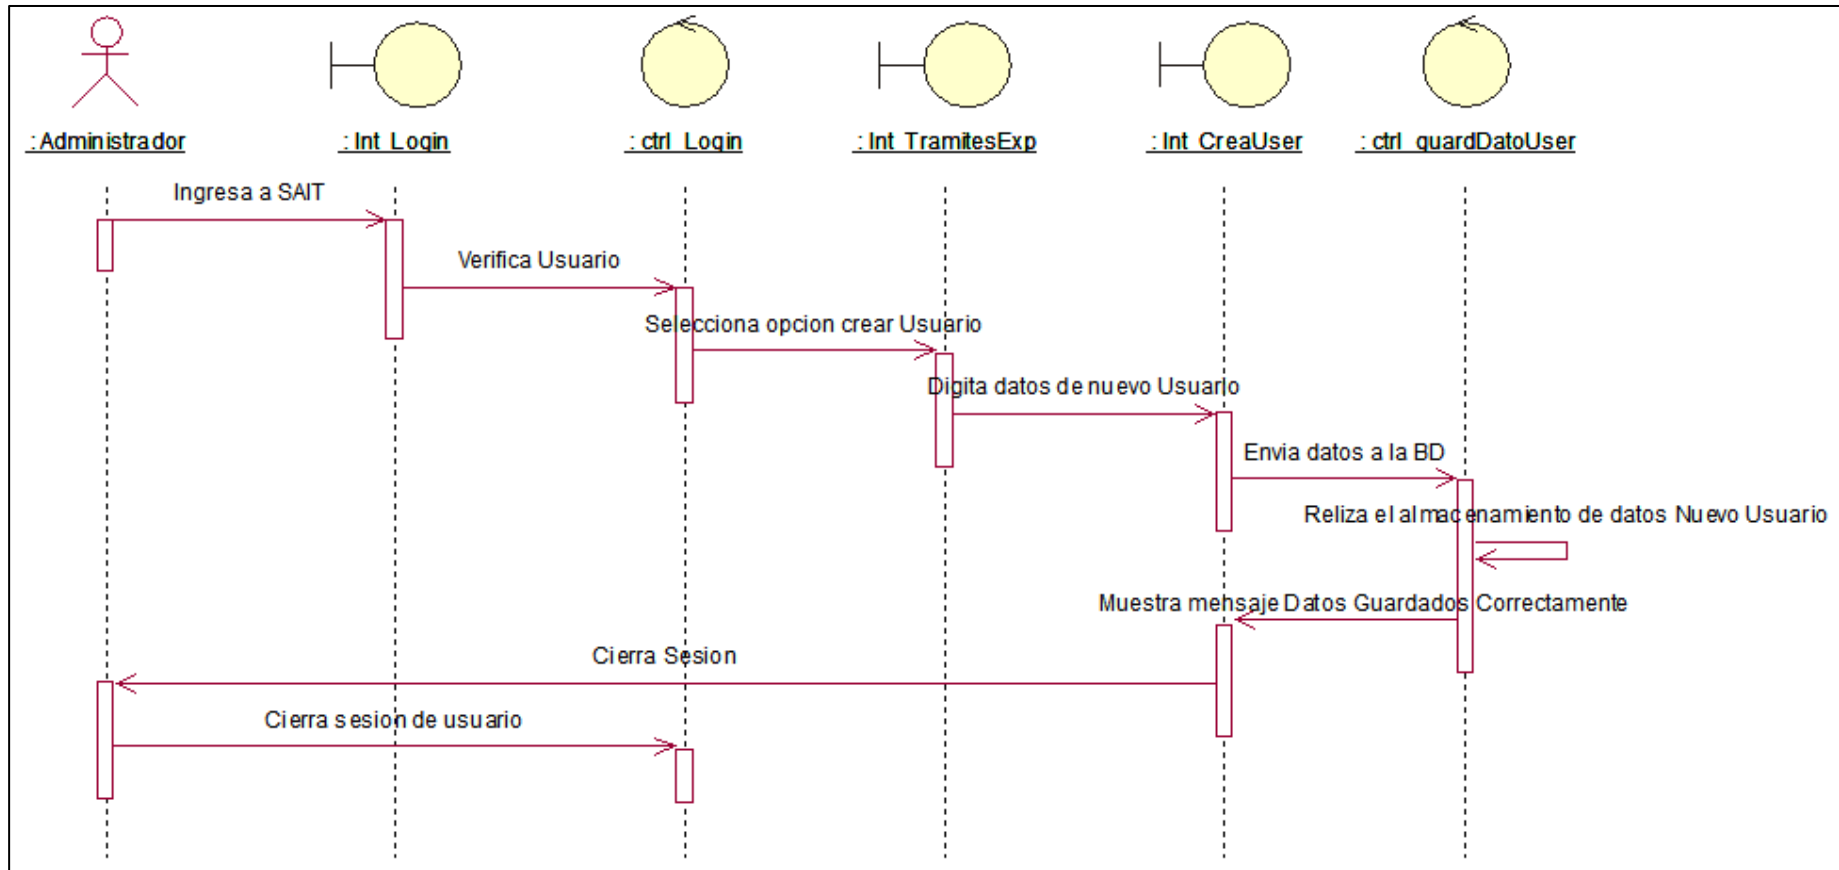 : Administrador
: Int_Login
: ctrl_Login
: Int_TramitesExp
: Int_CreaUser
: ctrl_guardDatoUser
Ingresa a SAIT
Verifica Usuario
Selecciona opcion crear Usuario
Digita datos de nuevo Usuario
Envia datos a la BD
Reliza el almacenamiento de datos Nuevo Usuario
Muestra mensaje Datos Guardados Correctamente
Cierra Sesion
Cierra sesion de usuario